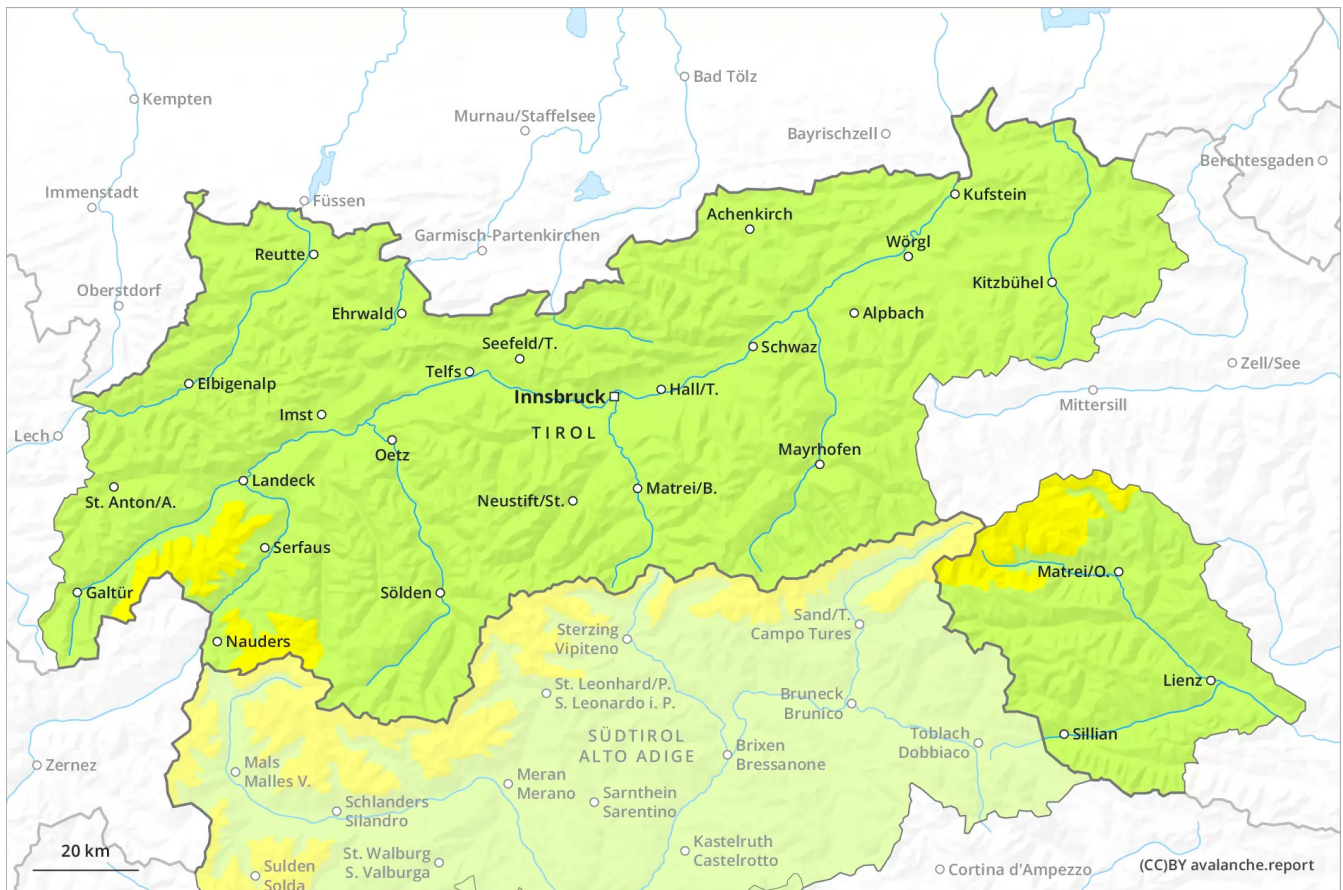 Bad Tölz
Kempten
Murnau/Staffelsee
Bayrischzell
Berchtesgaden
Immenstadt
Füssen
Kufstein
Achenkirch
Garmisch-Partenkirchen
Wörgl
Reutte
Kitzbühel
Oberstdorf
Ehrwald
Alpbach
Seefeld/T.
Schwaz
Zell/See
Telfs
Elbigenalp
Hall/T.
Innsbruck
Mittersill
Imst
TIROL
Lech
Oetz
Mayrhofen
Landeck
Matrei/B.
St. Anton/A.
Neustift/St.
Serfaus
Matrei/O.
Galtür
Sölden
Sand/T.
Campo Tures
Sterzing
Vipiteno
Nauders
Lienz
St. Leonhard/P.
S. Leonardo i. P.
Bruneck
Brunico
Sillian
SÜDTIROL
ALTO ADIGE
Toblach
Dobbiaco
Brixen
Bressanone
Zernez
Mals
Malles V.
Meran
Merano
Sarnthein
Sarentino
Schlanders
Silandro
Kastelruth
Castelrotto
20 km
St. Walburg
S. Valburga
Sulden
Solda
Cortina d'Ampezzo
(CC)BY avalanche.report